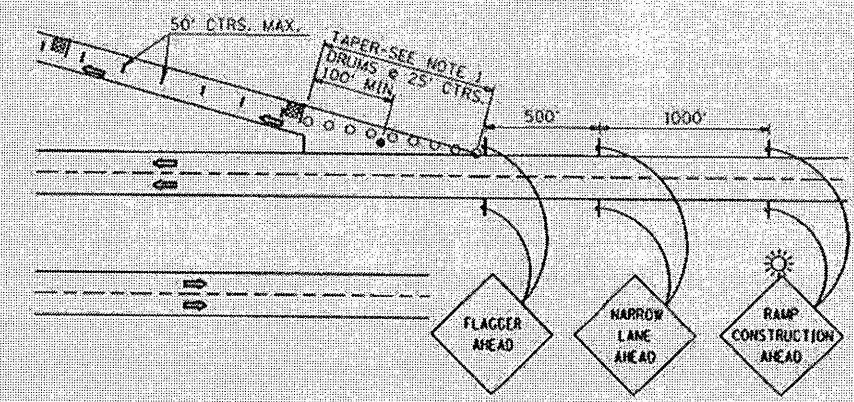 50' CTRS. MAX.
TAPER-SEE NOTE 1
DRUMS @ 25' CTRS.
100' MIN
500'
1000'
FLAGGER
AHEAD
NARROW
LANE
AHEAD
RAMP
CONSTRUCTION
AHEAD